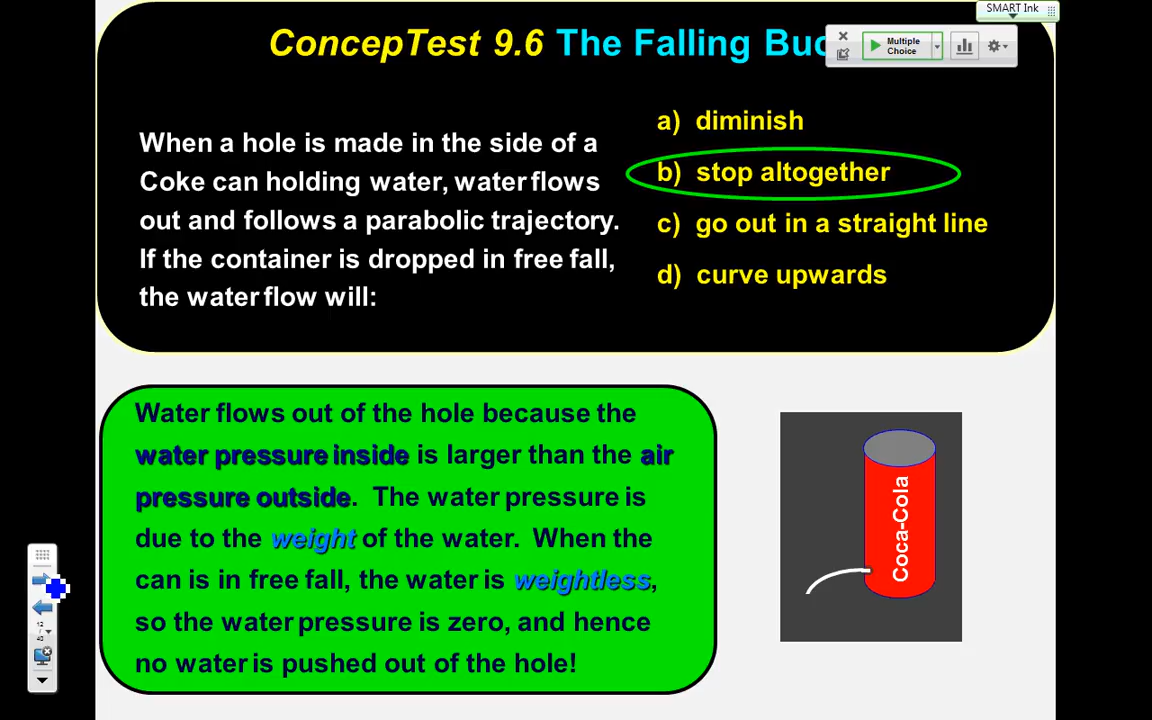 SMART Ink
ConcepTest 9.6 The Falling Buc
Multiple
Choice
When a hole is made in the side of a
Coke can holding water, water flows
out and follows a parabolic trajectory.
If the container is dropped in free fall,
the water flow will:
a) diminish
b) stop altogether
c) go out in a straight line
d) curve upwards
Water flows out of the hole because the
water pressure inside is larger than the air
pressure outside. The water pressure is
due to the weight of the water. When the
can is in free fall, the water is weightless,
so the water pressure is zero, and hence
no water is pushed out of the hole!
Coca-Cola
12
/